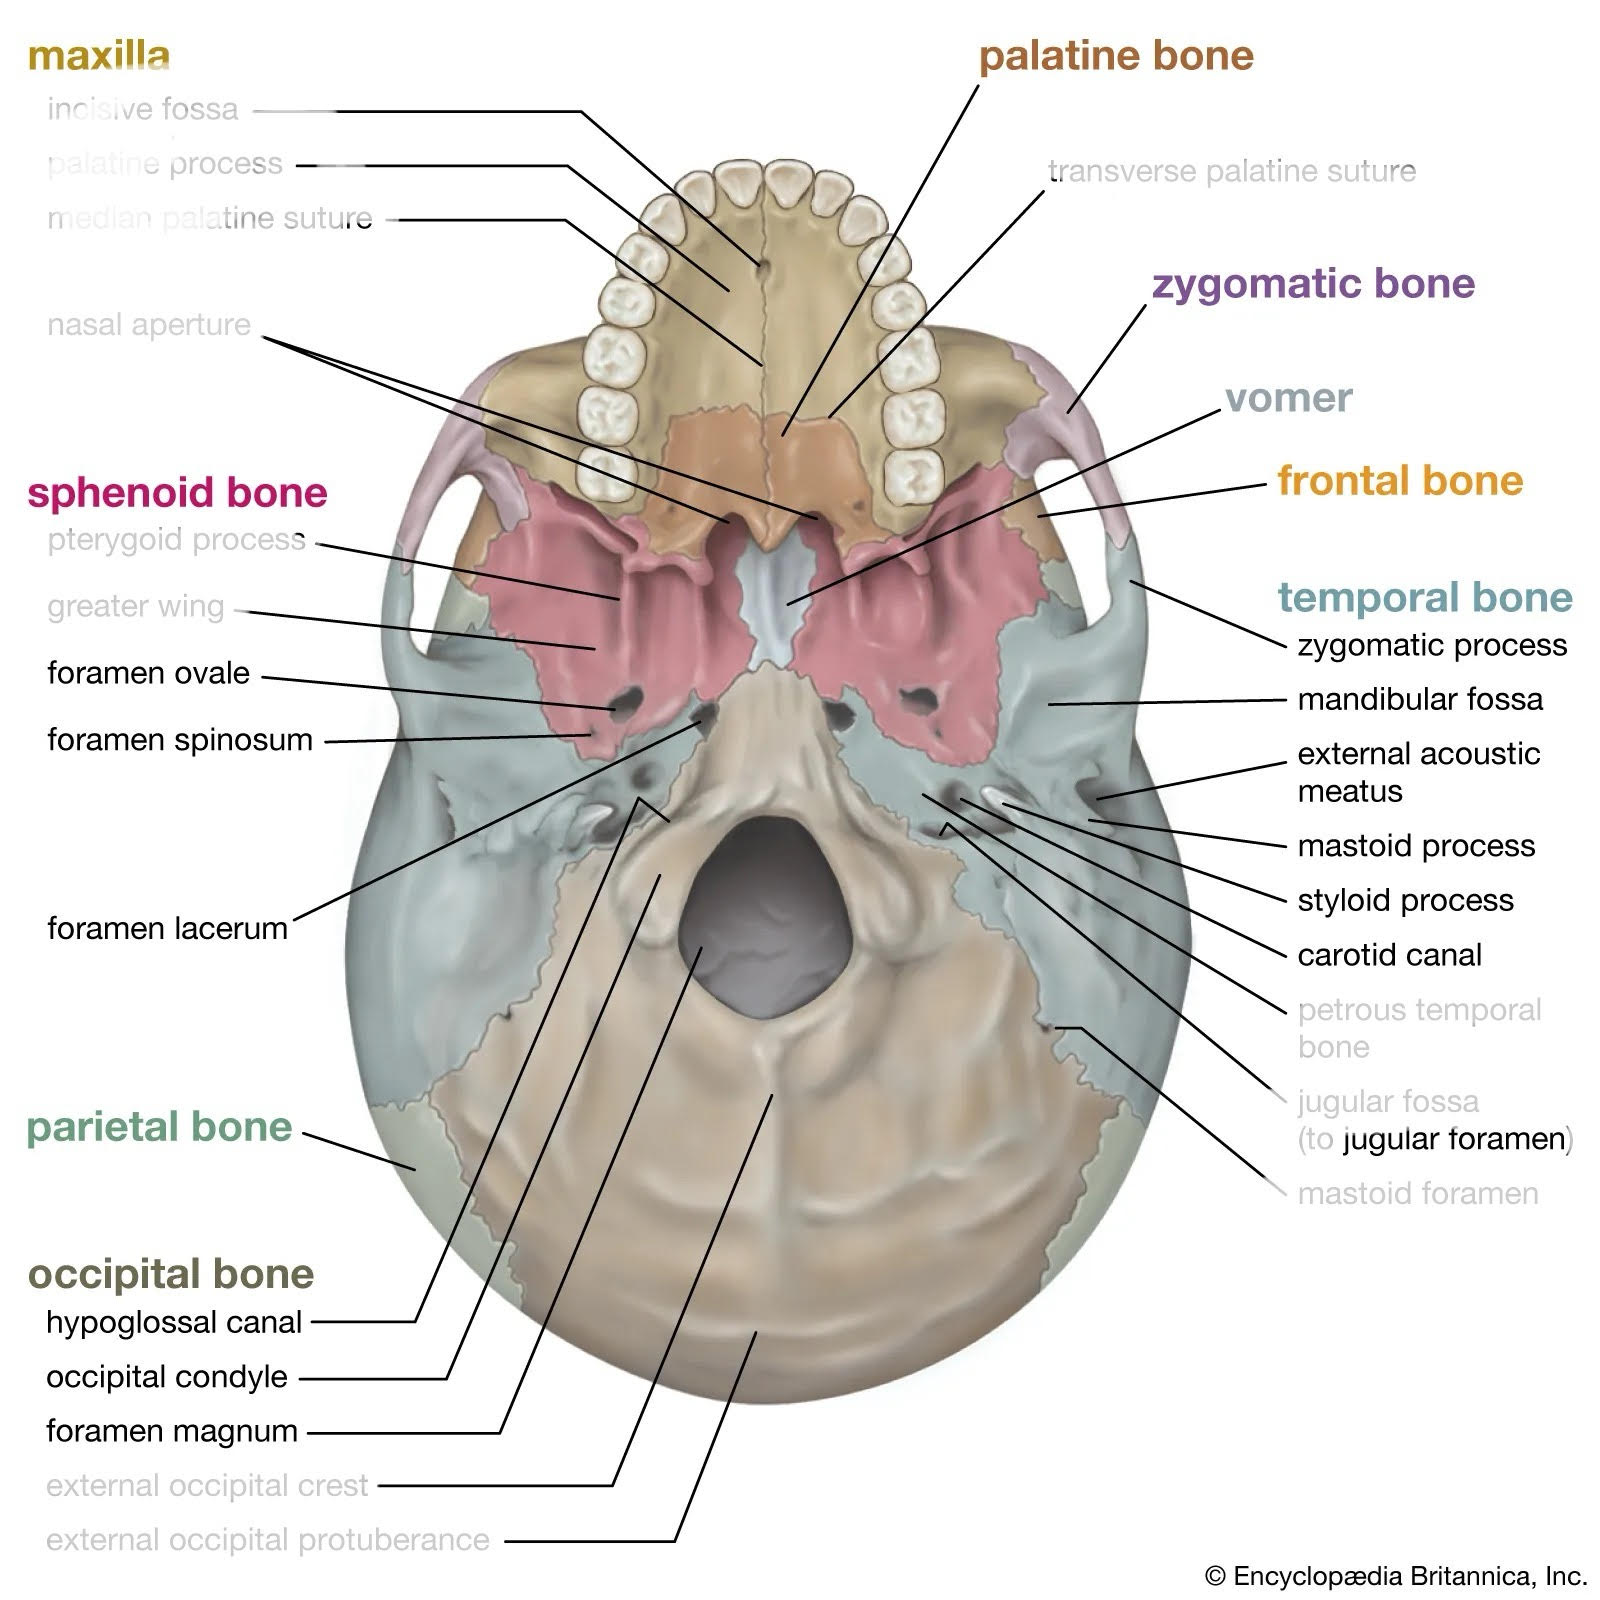 maxilla
incisive fossa
palatine process
median palatine suture
nasal aperture
sphenoid bone
pterygoid process
greater wing
foramen ovale
foramen spinosum
foramen lacerum
parietal bone
occipital bone
hypoglossal canal
occipital condyle
foramen magnum
external occipital crest
external occipital protuberance
palatine bone
transverse palatine suture
zygomatic bone
vomer
frontal bone
temporal bone
zygomatic process
mandibular fossa
external acoustic
meatus
mastoid process
styloid process
carotid canal
petrous temporal
bone
jugular fossa
(to jugular foramen)
mastoid foramen
© Encyclopædia Britannica, Inc.